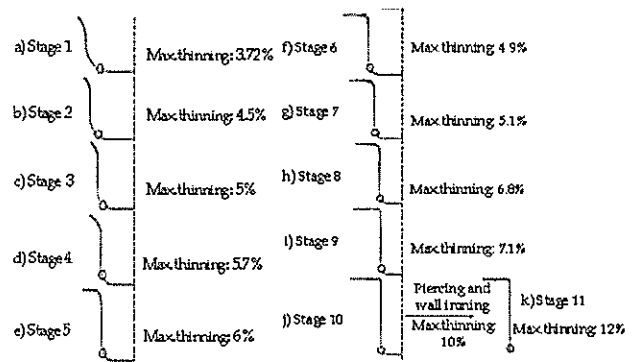 a) Stage 1
Max.thinning: 3.72%
b) Stage 2
Max.thinning: 4.5%
c) Stage 3
Max.thinning: 5%
d) Stage 4
Max.thinning: 5.7%
e) Stage 5
Max.thinning: 6%
f) Stage 6
Max.thinning: 4.9%
g) Stage 7
Max.thinning: 5.1%
h) Stage 8
Max.thinning: 6.8%
i) Stage 9
Max.thinning: 7.1%
j) Stage 10
Piercing and
wall ironing
Max.thinning:
10%
k) Stage 11
Max.thinning: 12%